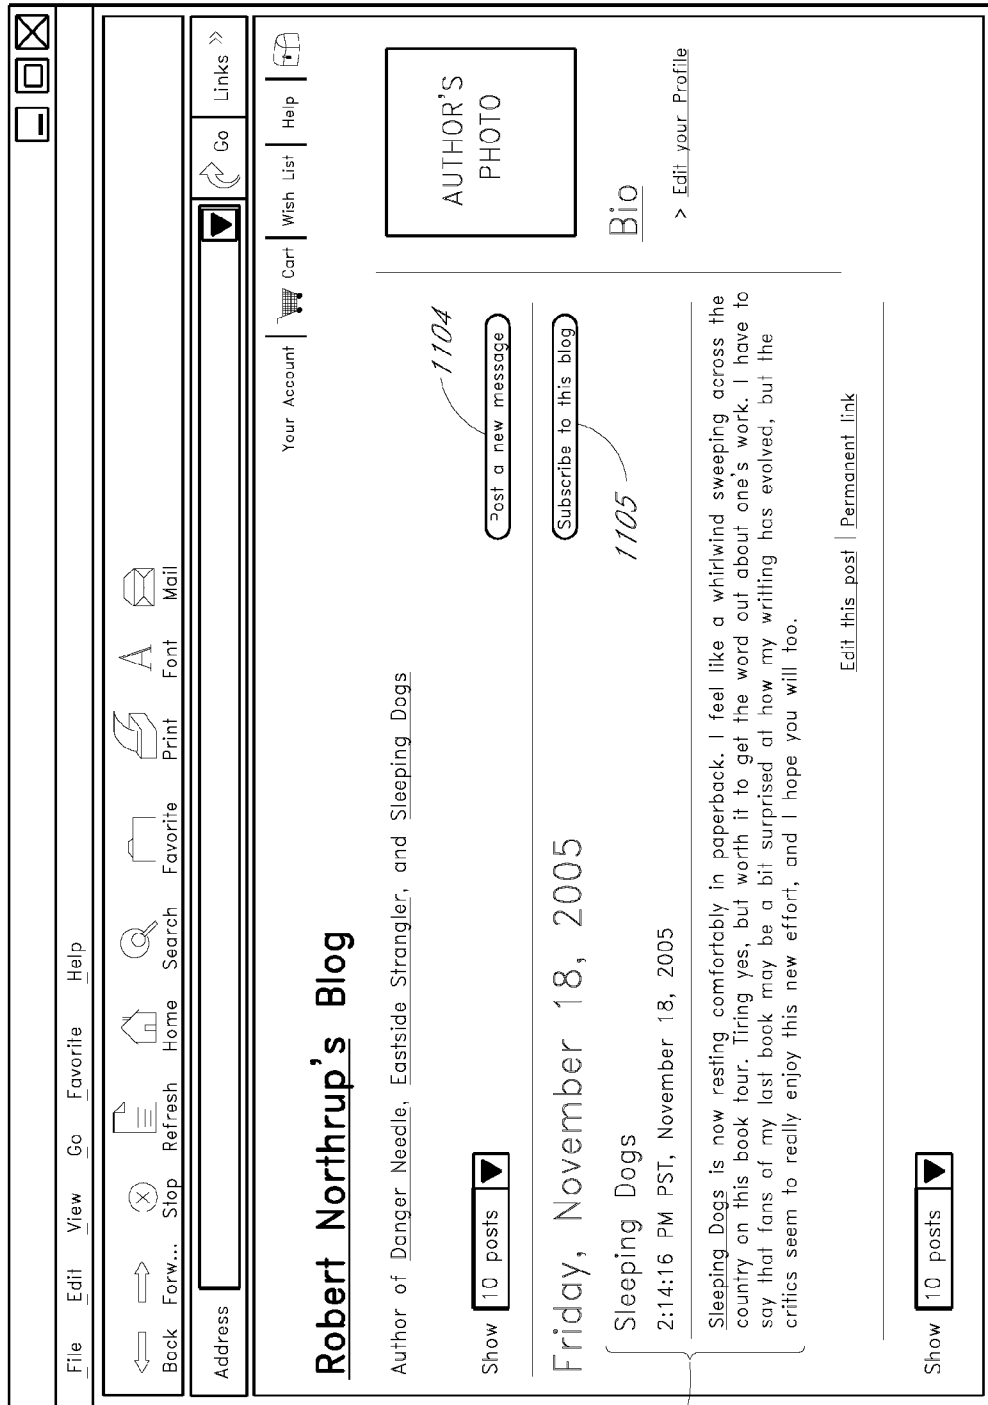 File Edit View Go Favorite Help
Back Forw... Stop Refresh Home Search Favorite Print Font Mail
Address Go Links »
Your Account Cart Wish List Help
Robert Northrup's Blog
Author of Danger Needle, Eastside Strangler, and Sleeping Dogs
AUTHOR'S
PHOTO
1104
Show 10 posts Post a new message
Friday, November 18, 2005 Subscribe to this blog
1105
Bio
Sleeping Dogs
2:14:16 PM PST, November 18, 2005
> Edit your Profile
Sleeping Dogs is now resting comfortably in paperback. I feel like a whirlwind sweeping across the
country on this book tour. Tiring yes, but worth it to get the word out about one's work. I have to
say that fans of my last book may be a bit surprised at how my writting has evolved, but the
critics seem to really enjoy this new effort, and I hope you will too.
Edit this post | Permanent link
Show 10 posts